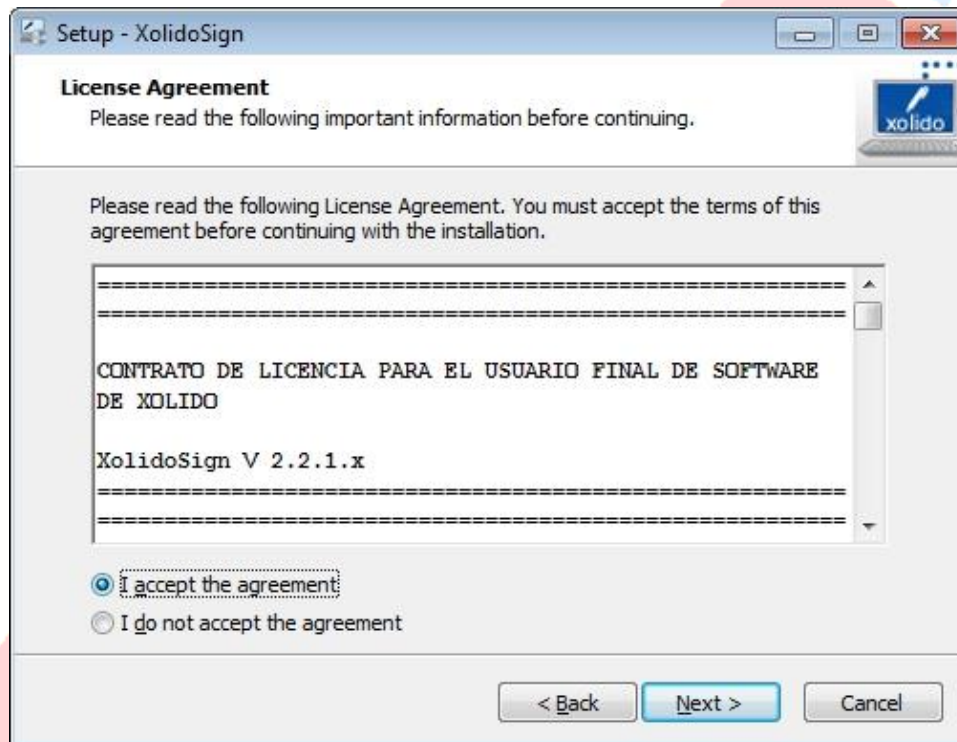 Setup - XolidoSign
License Agreement
Please read the following important information before continuing.
xolido
Please read the following License Agreement. You must accept the terms of this
agreement before continuing with the installation.
=======================================================
=======================================================
CONTRATO DE LICENCIA PARA EL USUARIO FINAL DE SOFTWARE
DE XOLIDO
XolidoSign V 2.2.1.x
=======================================================
=======================================================
I accept the agreement
I do not accept the agreement
< Back
Next >
Cancel